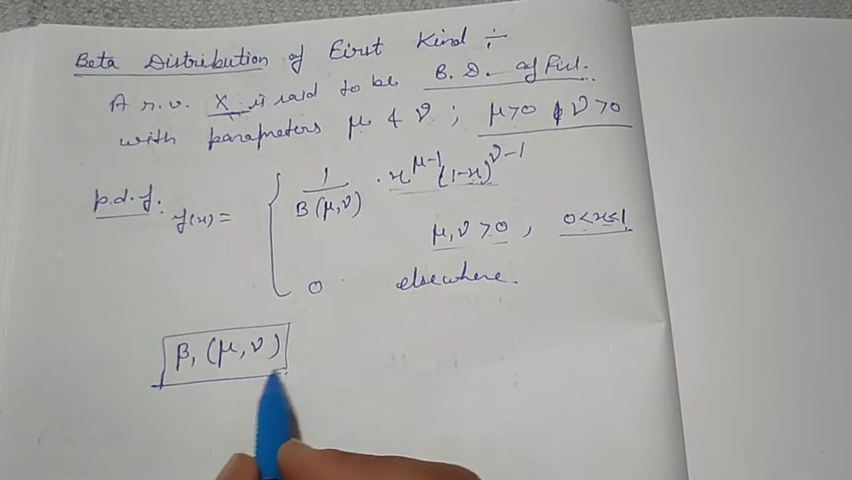 Beta Distribution of First Kind ÷
A r.v. X is said to be B.D. of F.K.
with parameters μ & ν ; μ>0 & ν>0
p.d.f: f(x) = { 1/B(μ,ν) · x^{μ-1} (1-x)^{ν-1}
μ,ν >0 , 0<x≤1
0 elsewhere.
β₁ (μ,ν)